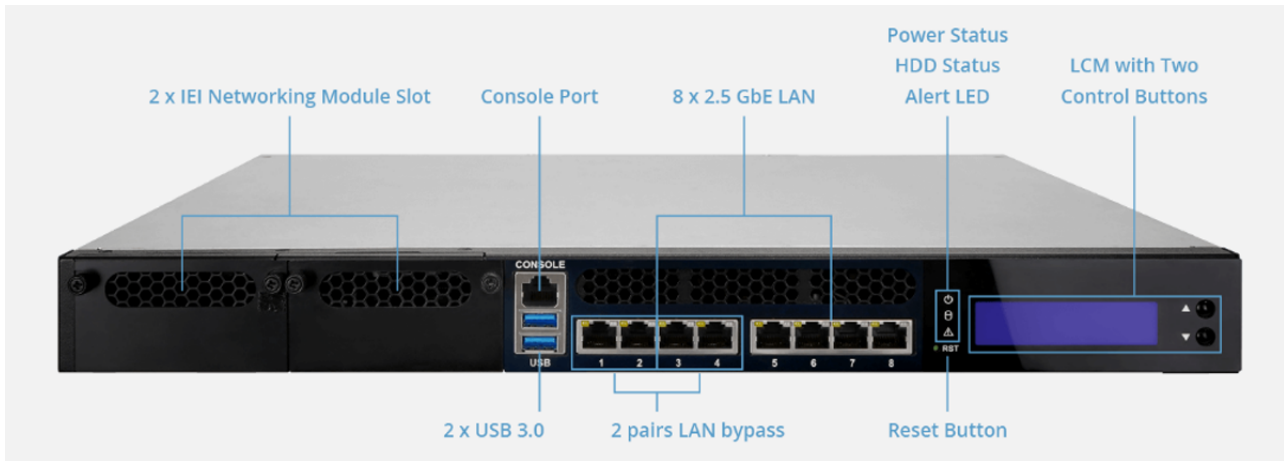 Power Status
HDD Status
Alert LED
LCM with Two
Control Buttons
2 x IEI Networking Module Slot
Console Port
8 x 2.5 GbE LAN
CONSOLE
USB
1 2 3 4 5 6 7 8
RST
2 x USB 3.0
2 pairs LAN bypass
Reset Button